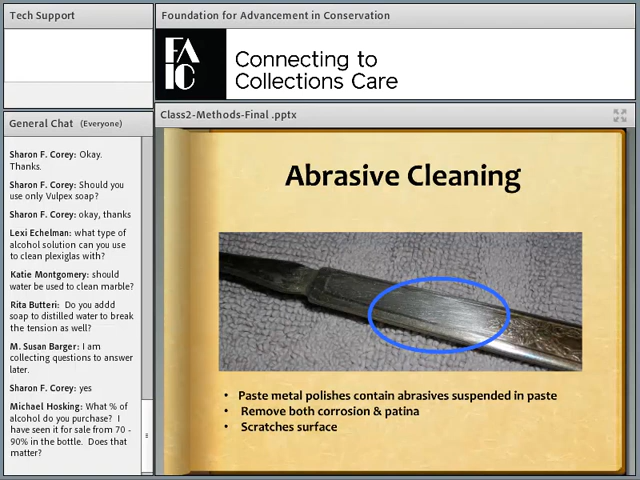 Tech Support
Foundation for Advancement in Conservation
FA
IC
Connecting to
Collections Care
General Chat (Everyone)
Class2-Methods-Final .pptx
Sharon F. Corey: Okay.
Thanks.
Sharon F. Corey: Should you
use only Vulpex soap?
Sharon F. Corey: okay, thanks
Lexi Echelman: what type of
alcohol solution can you use
to clean plexiglas with?
Katie Montgomery: should
water be used to clean marble?
Rita Butteri: Do you addd
soap to distilled water to break
the tension as well?
M. Susan Barger: I am
collecting questions to answer
later.
Sharon F. Corey: yes
Michael Hosking: What % of
alcohol do you purchase? I
have seen it for sale from 70 -
90% in the bottle. Does that
matter?
Abrasive Cleaning
• Paste metal polishes contain abrasives suspended in paste
• Remove both corrosion & patina
• Scratches surface